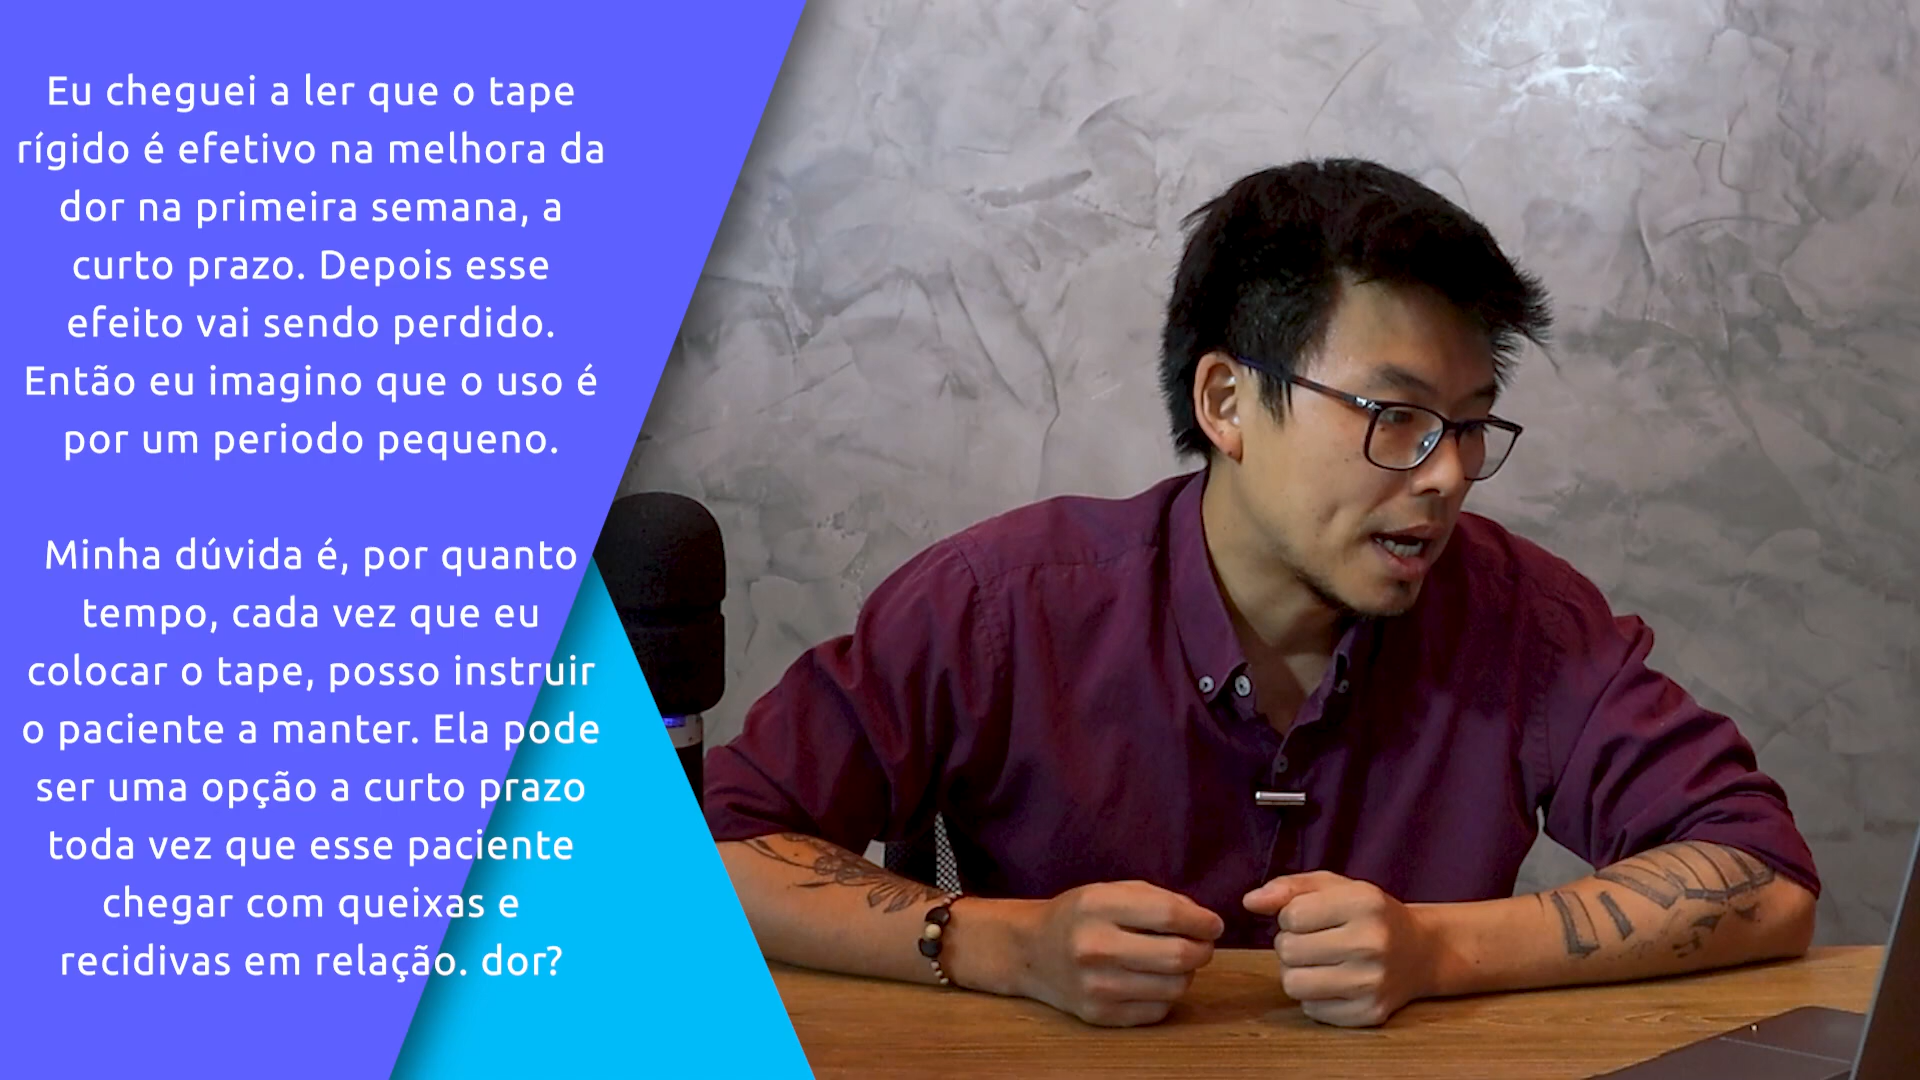 Eu cheguei a ler que o tape
rígido é efetivo na melhora da
dor na primeira semana, a
curto prazo. Depois esse
efeito vai sendo perdido.
Então eu imagino que o uso é
por um periodo pequeno.
Minha dúvida é, por quanto
tempo, cada vez que eu
colocar o tape, posso instruir
o paciente a manter. Ela pode
ser uma opção a curto prazo
toda vez que esse paciente
chegar com queixas e
recidivas em relação. dor?